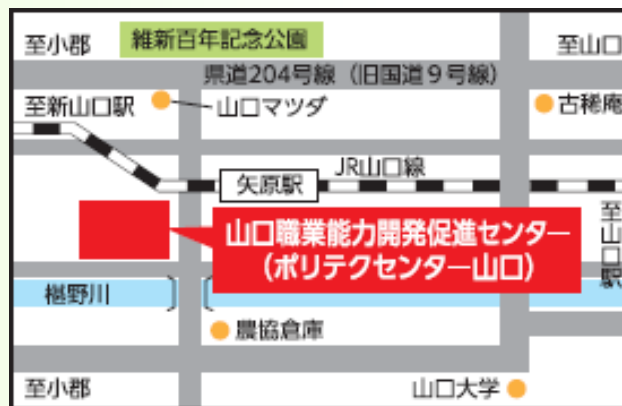 至小郡
維新百年記念公園
至山口
県道204号線（旧国道9号線）
至新山口駅
山口マツダ
古稀庵
JR山口線
矢原駅
山口職業能力開発促進センター
（ポリテクセンター山口）
至山口駅
椹野川
農協倉庫
至小郡
山口大学